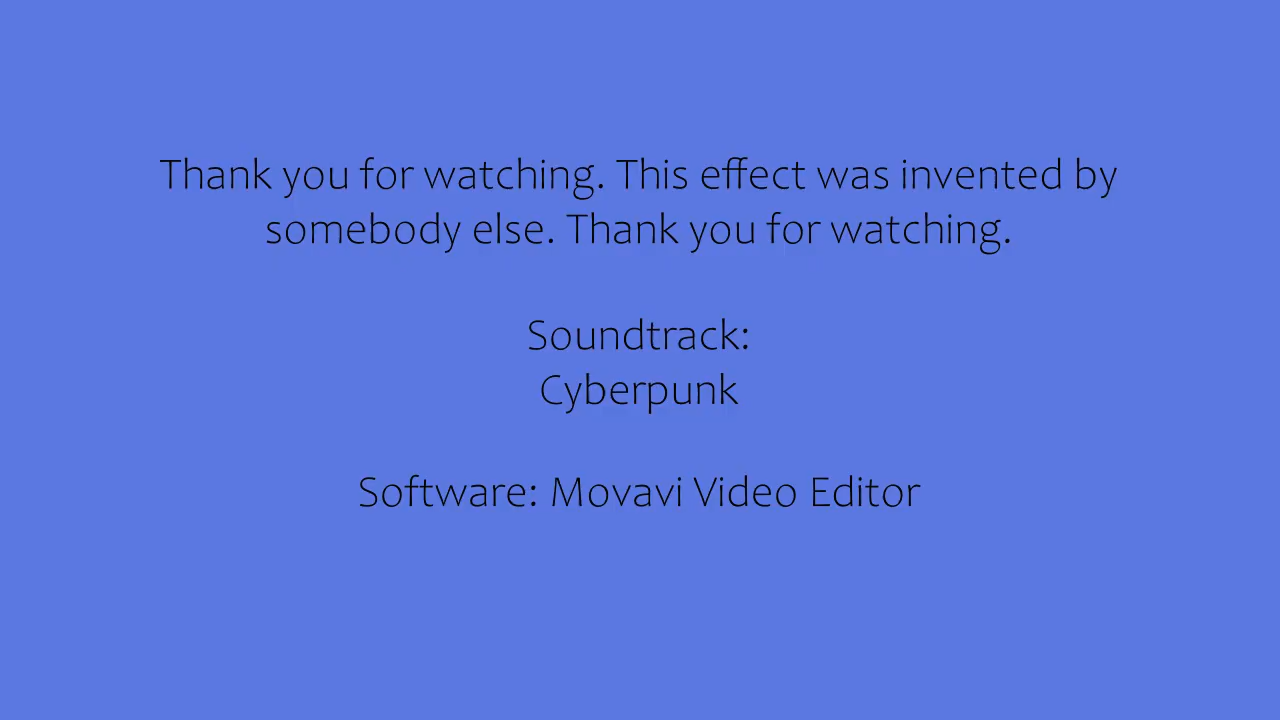 Thank you for watching. This effect was invented by
somebody else. Thank you for watching.
Soundtrack:
Cyberpunk
Software: Movavi Video Editor